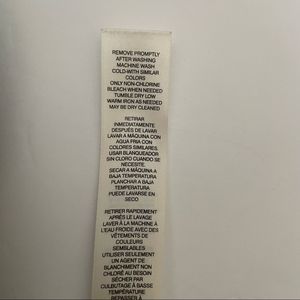 REMOVE PROMPTLY
AFTER WASHING
MACHINE WASH
COLD-WITH SIMILAR
COLORS
ONLY NON-CHLORINE
BLEACH WHEN NEEDED
TUMBLE DRY LOW
WARM IRON AS NEEDED
MAY BE DRY CLEANED
RETIRAR
INMEDIATAMENTE
DESPUÉS DE LAVAR
LAVAR A MÁQUINA CON
AGUA FRIA CON
COLORES SIMILARES.
USAR BLANQUEADOR
SIN CLORO CUANDO SE
NECESITE.
SECAR A MÁQUINA A
BAJA TEMPERATURA
PLANCHAR A BAJA
TEMPERATURA
PUEDE LAVARSE EN
SECO
RETIRER RAPIDEMENT
APRÈS LE LAVAGE
LAVER À LA MACHINE À
L'EAU FROIDE AVEC DES
VÊTEMENTS DE
COULEURS
SEMBLABLES
UTILISER SEULEMENT
UN AGENT DE
BLANCHIMENT NON
CHLORÉ AU BESOIN
SÉCHER PAR
CULBUTAGE À BASSE
TEMPÉRATURE
REPASSER À